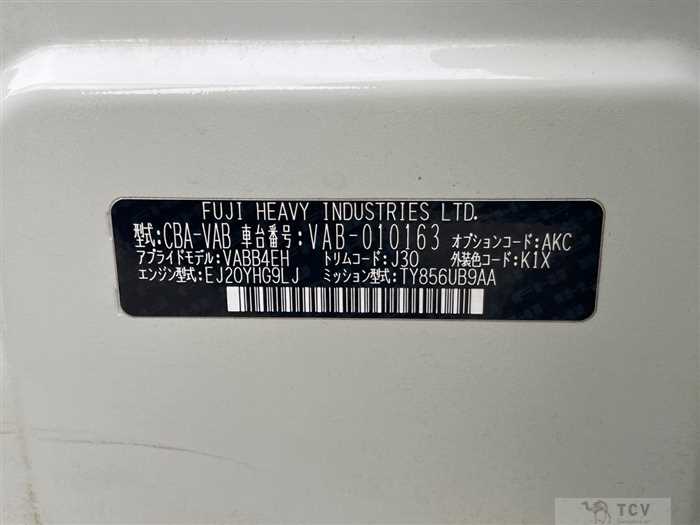 FUJI HEAVY INDUSTRIES LTD.
型式:CBA-VAB 車台番号:VAB-010163 オプションコード:AKC
アプライドモデル:VABB4EH トリムコード:J30 外装色コード:K1X
エンジン型式:EJ20YHG9LJ ミッション型式:TY856UB9AA
TCV